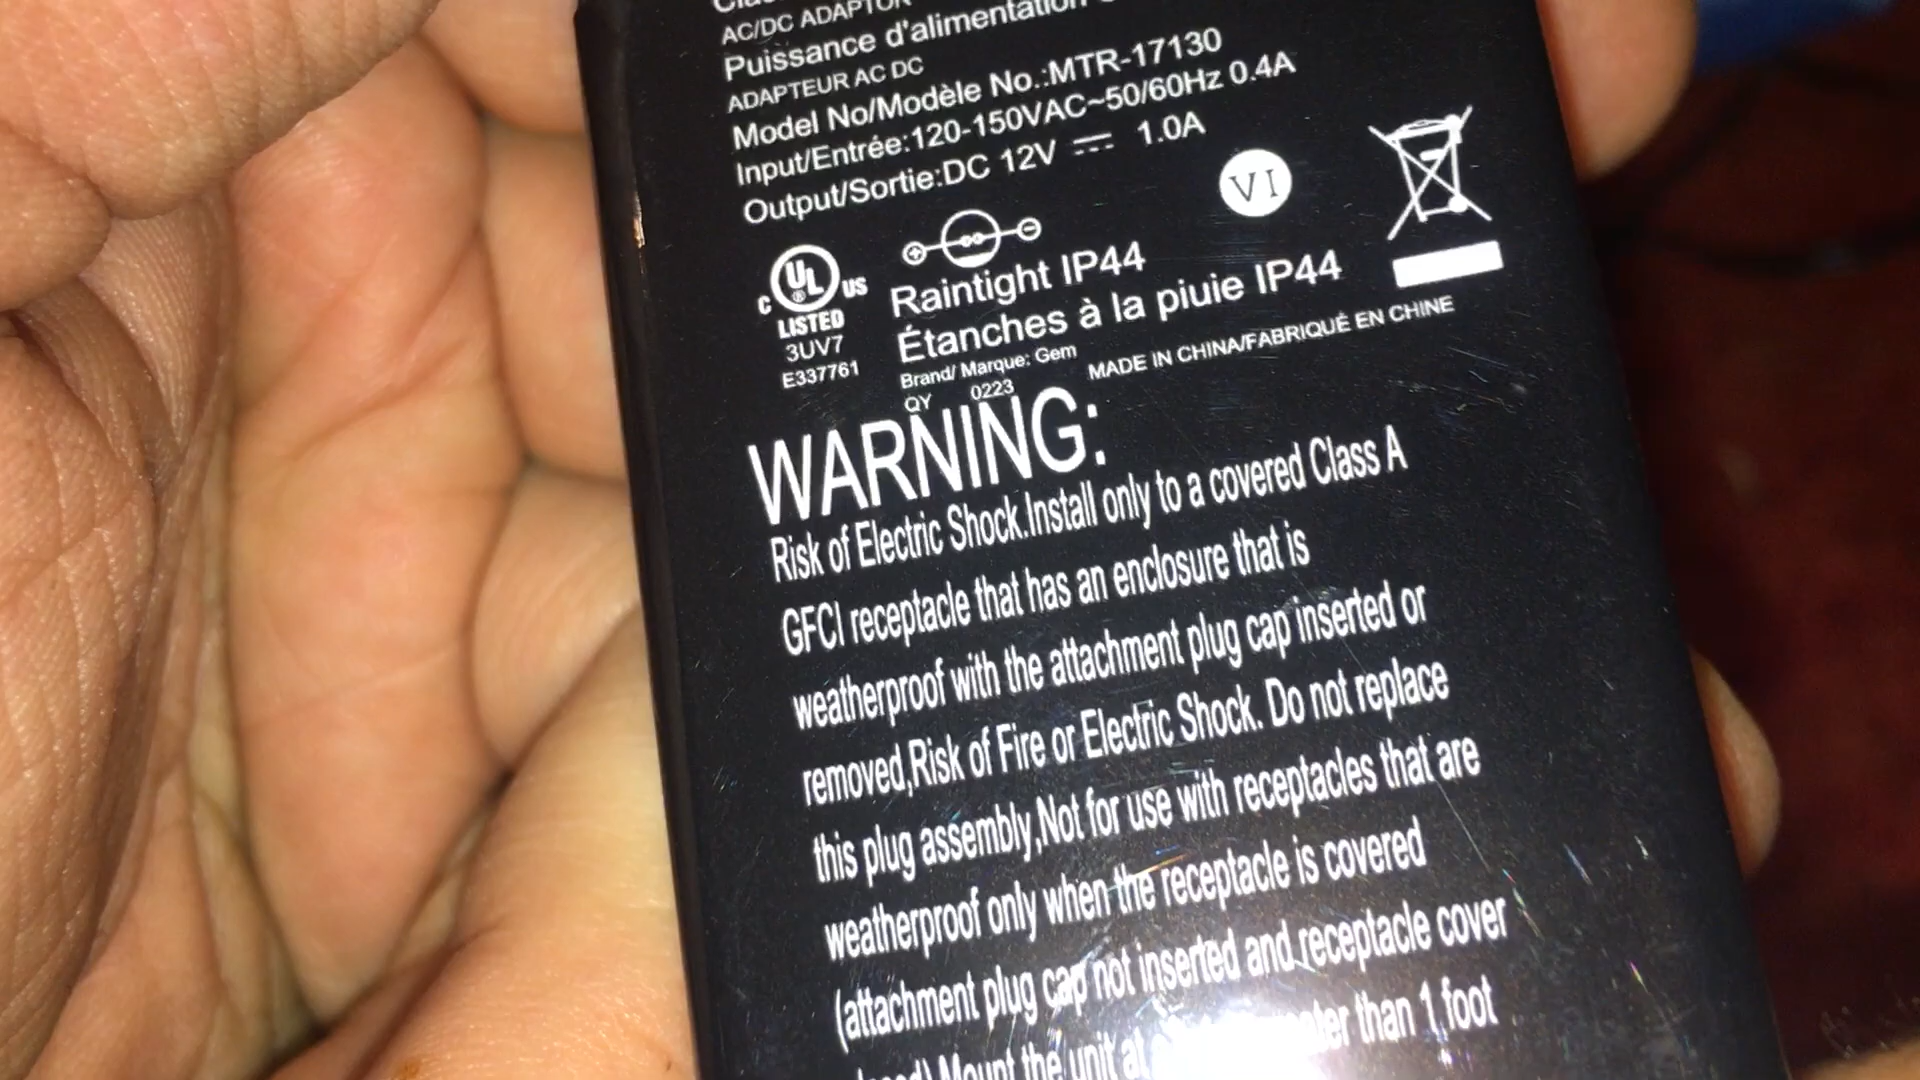 AC/DC ADAPTOR
Puissance d'alimentation
ADAPTEUR AC DC
Model No/Modèle No.:MTR-17130
Input/Entrée:120-150VAC~50/60Hz 0.4A
Output/Sortie:DC 12V ⎓ 1.0A
VI
C UL ® US
LISTED
3UV7
E337761
Raintight IP44
Étanches à la piuie IP44
Brand/ Marque: Gem
MADE IN CHINA/FABRIQUÉ EN CHINE
QY 0223
WARNING:
Risk of Electric Shock.Install only to a covered Class A
GFCI receptacle that has an enclosure that is
weatherproof with the attachment plug cap inserted or
removed,Risk of Fire or Electric Shock. Do not replace
this plug assembly,Not for use with receptacles that are
weatherproof only when the receptacle is covered
(attachment plug cap not inserted and receptacle cover
Mount the unit at than 1 foot